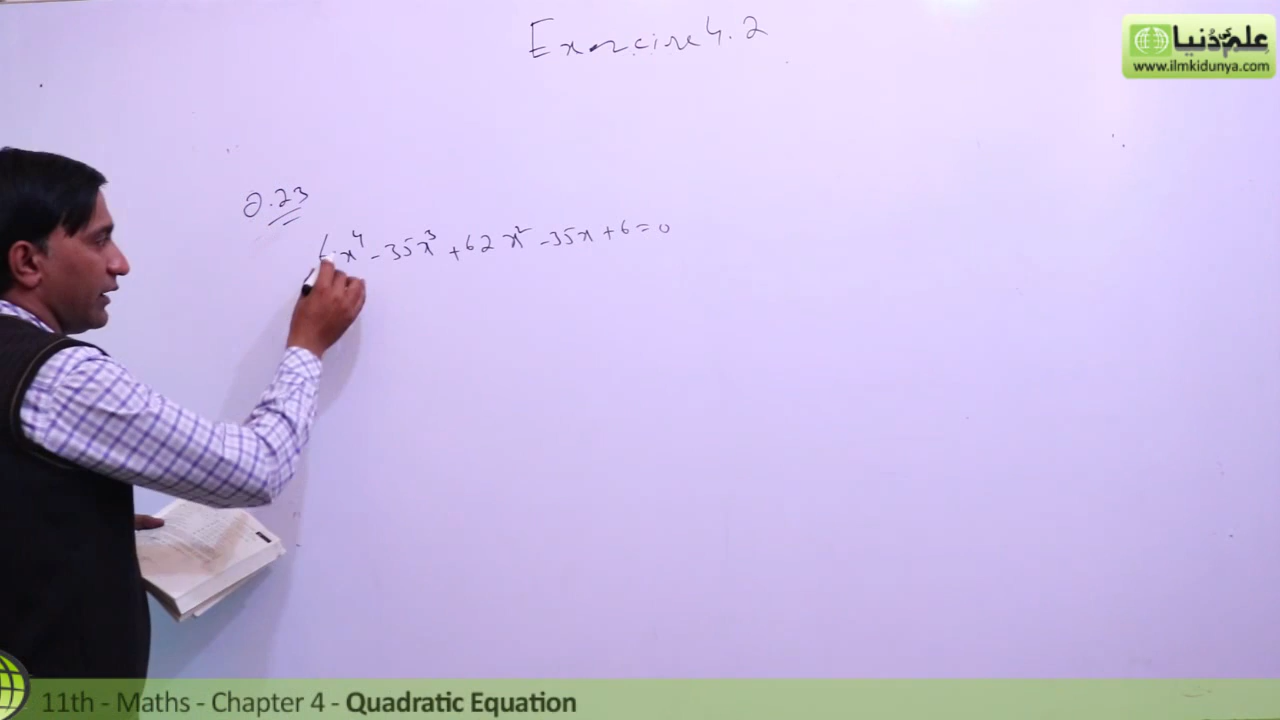 Exercise 4.2
علم کی دُنیا
www.ilmkidunya.com
Q.23
6x⁴ - 35x³ + 62x² - 35x + 6 = 0
11th - Maths - Chapter 4 - Quadratic Equation